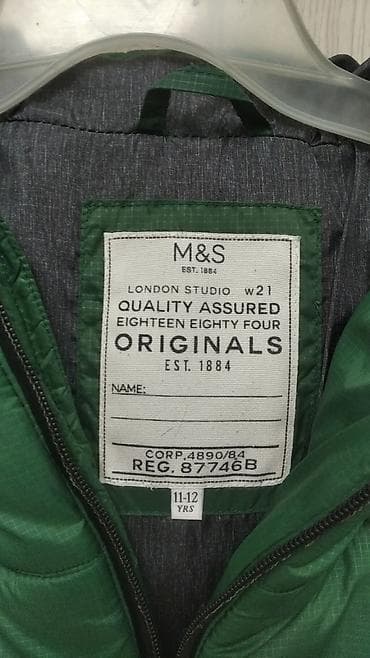 M&S
EST. 1884
LONDON STUDIO w21
QUALITY ASSURED
EIGHTEEN EIGHTY FOUR
ORIGINALS
EST. 1884
NAME:
CORP.4890/84
REG. 87746B
11-12
YRS